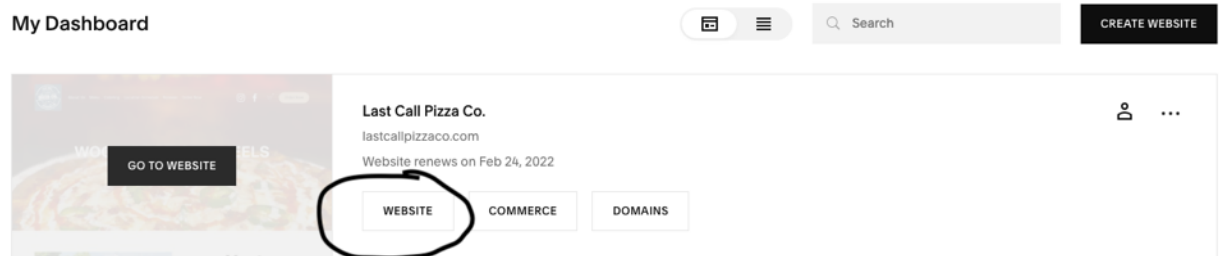 My Dashboard
Search
CREATE WEBSITE
Last Call Pizza Co.
lastcallpizzaco.com
GO TO WEBSITE
Website renews on Feb 24, 2022
WEBSITE
COMMERCE
DOMAINS